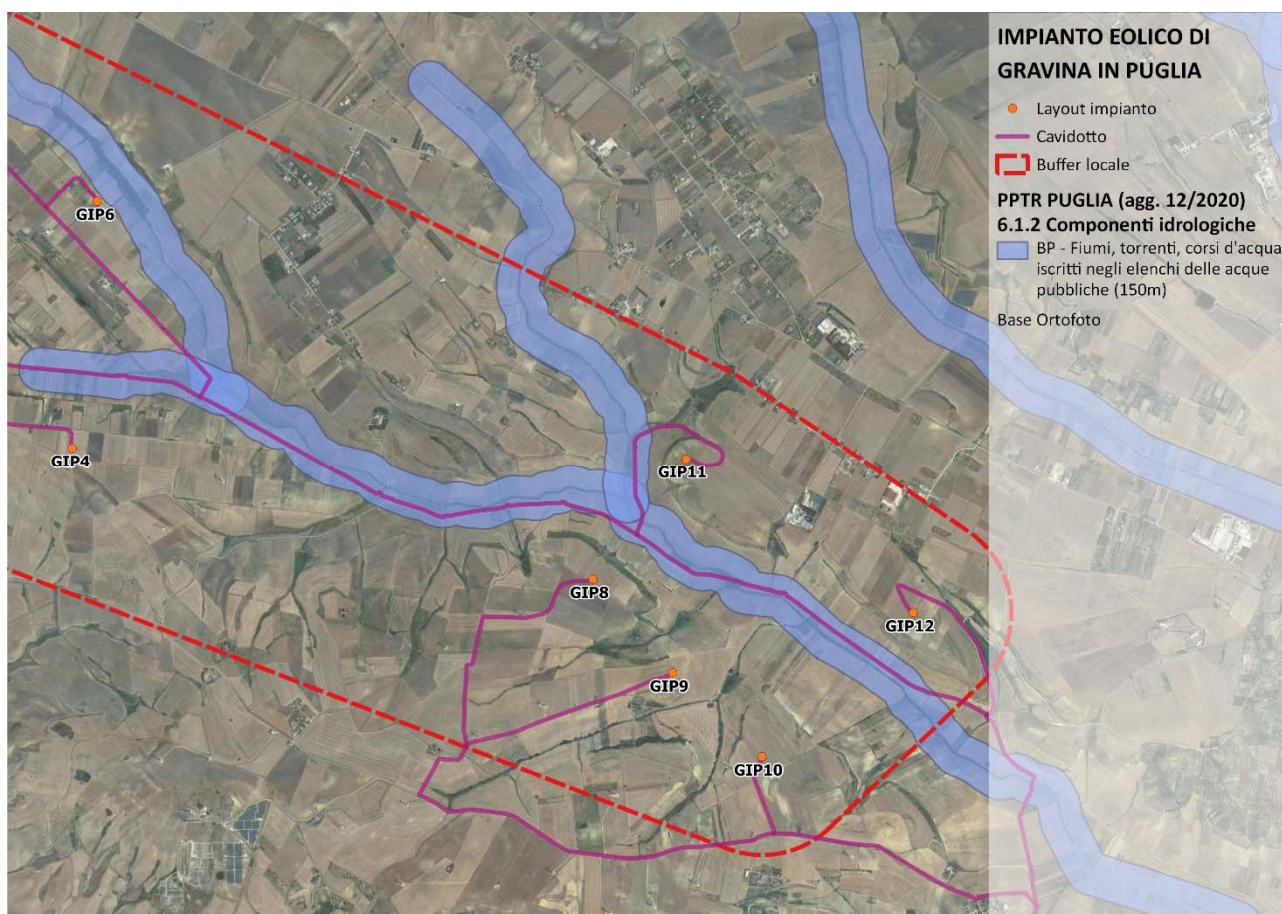 IMPIANTO EOLICO DI
GRAVINA IN PUGLIA
Layout impianto
Cavidotto
Buffer locale
PPTR PUGLIA (agg. 12/2020)
6.1.2 Componenti idrologiche
BP - Fiumi, torrenti, corsi d'acqua
iscritti negli elenchi delle acque
pubbliche (150m)
Base Ortofoto
GIP6
GIP4
GIP11
GIP8
GIP12
GIP9
GIP10